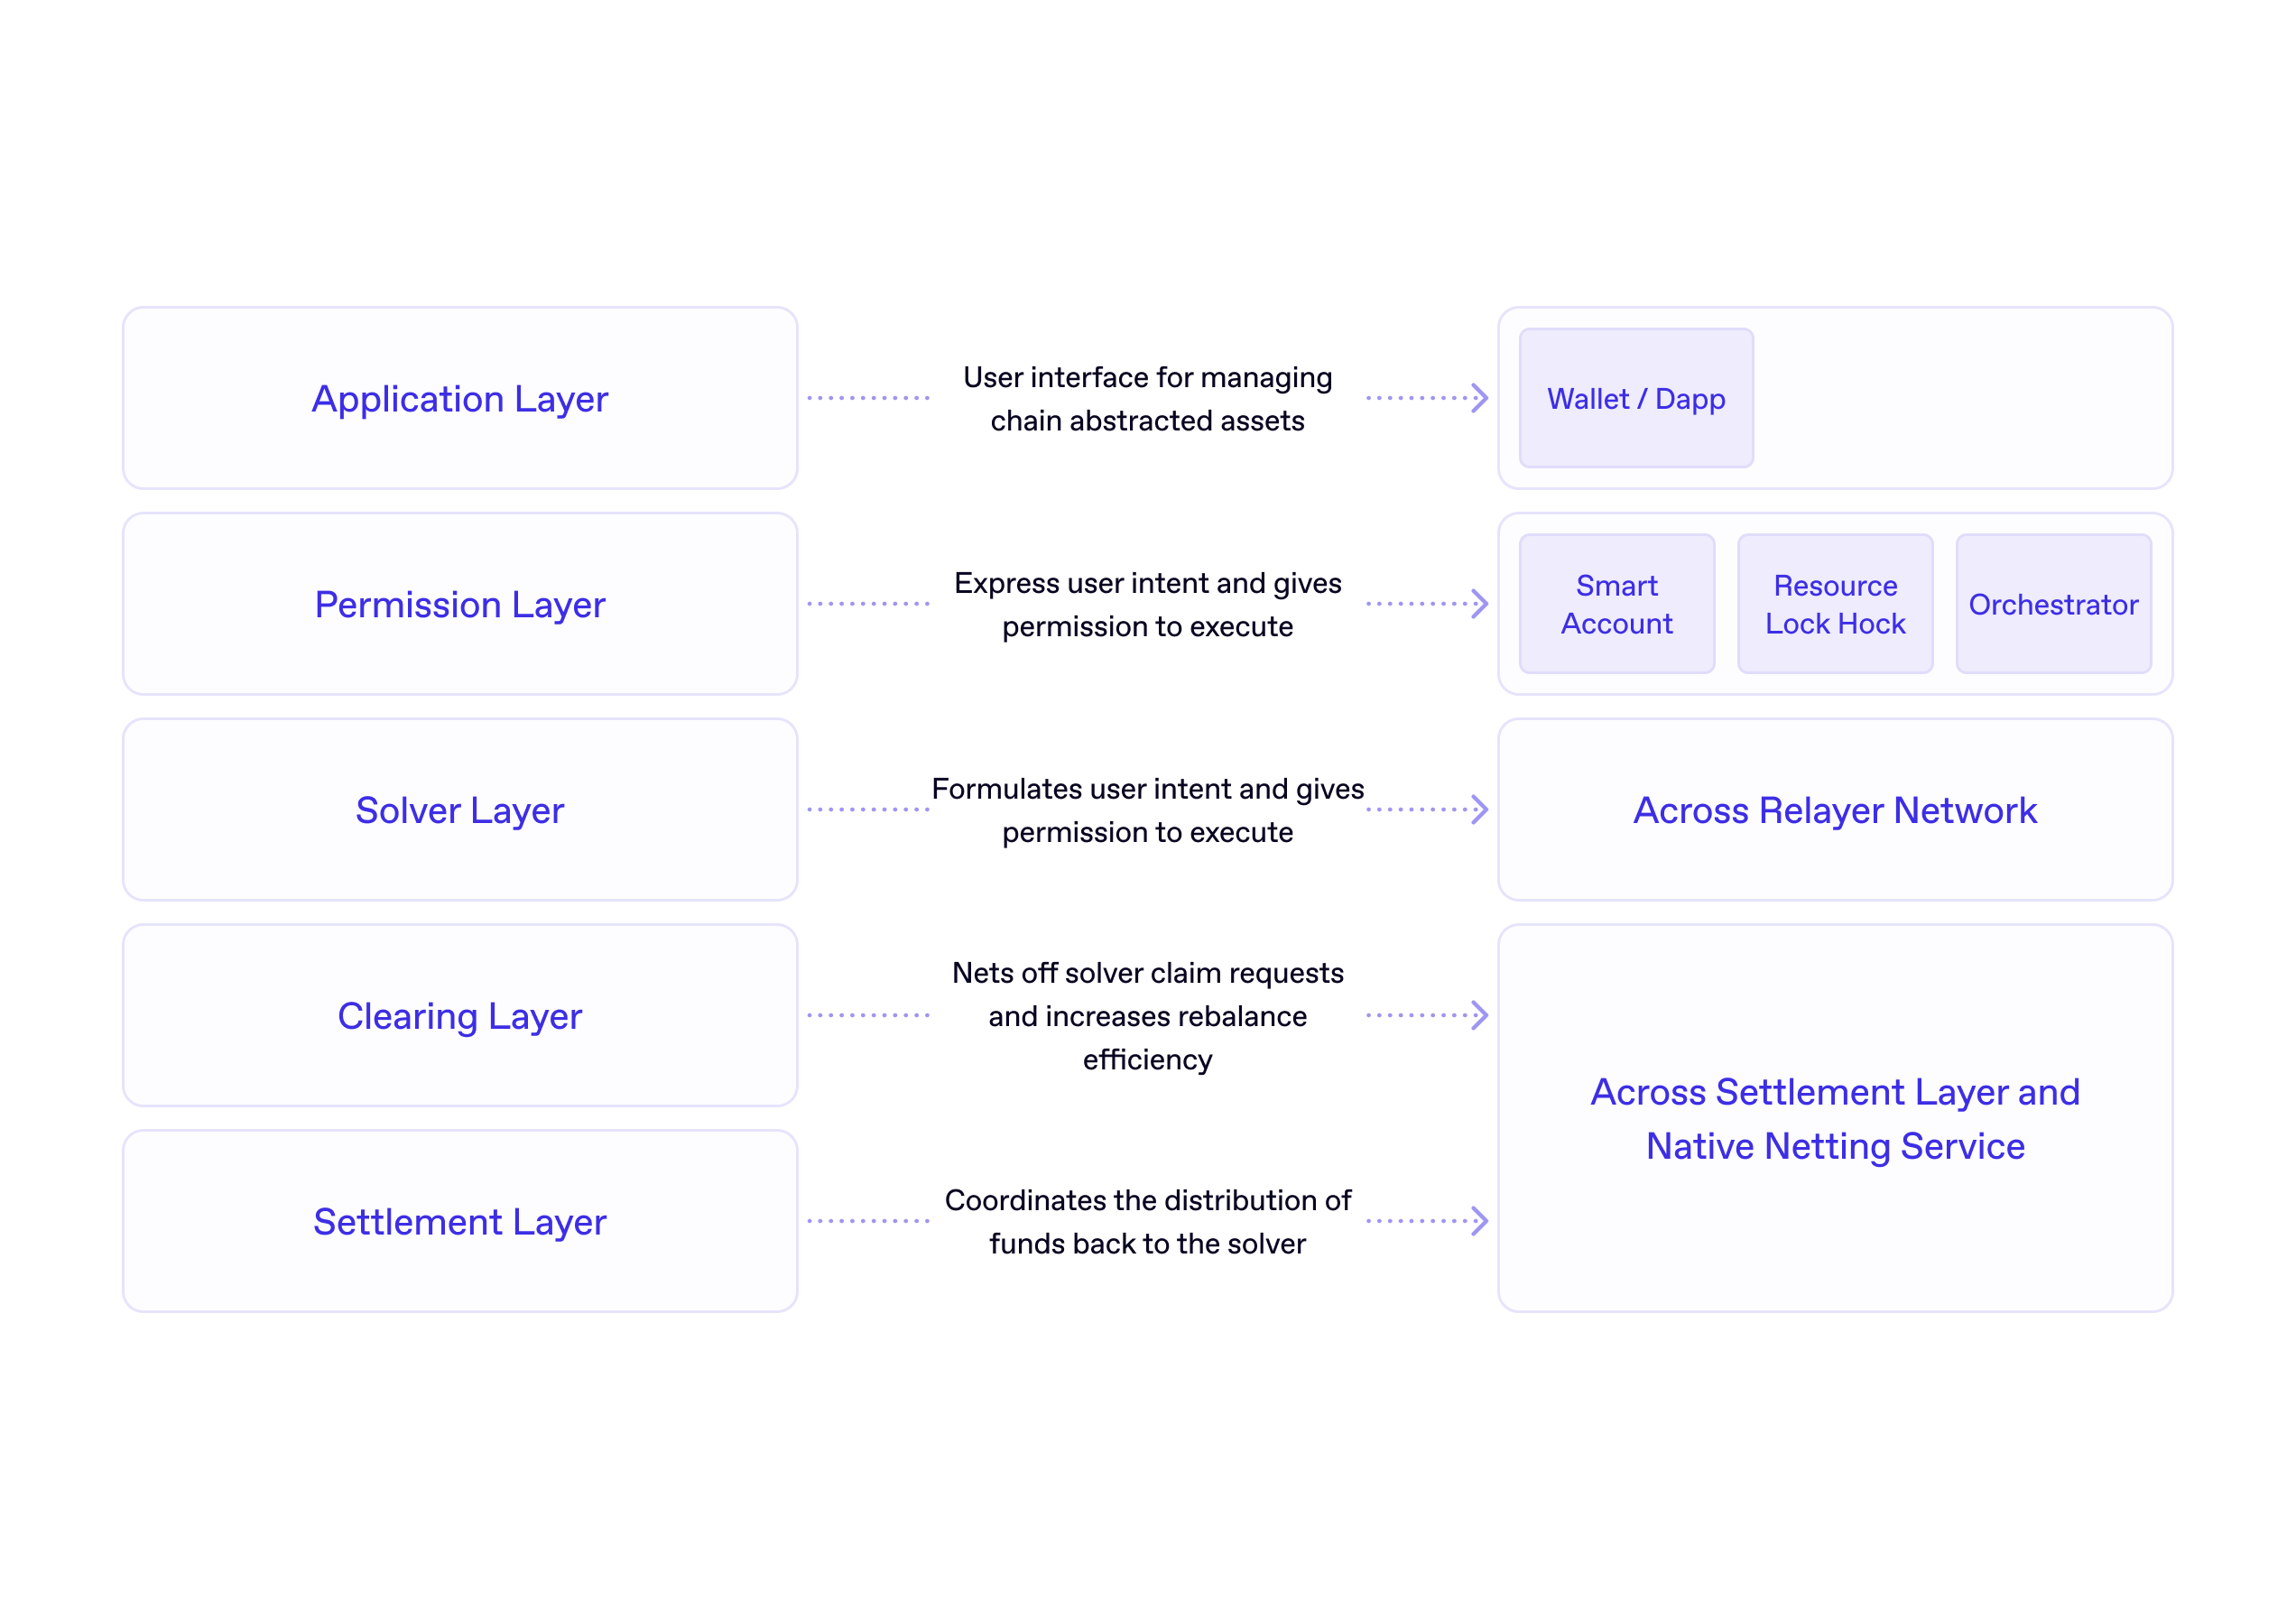 Application Layer
User interface for managing
chain abstracted assets
Wallet / Dapp
Permission Layer
Express user intent and gives
permission to execute
Smart
Account
Resource
Lock Hock
Orchestrator
Solver Layer
Formulates user intent and gives
permission to execute
Across Relayer Network
Clearing Layer
Nets off solver claim requests
and increases rebalance
efficiency
Across Settlement Layer and
Native Netting Service
Settlement Layer
Coordinates the distribution of
funds back to the solver